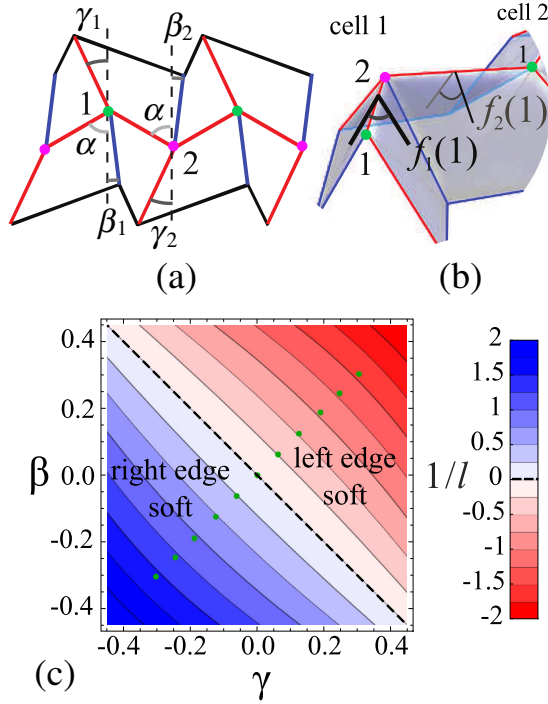 γ₁ β₂
1
α α
2
β₁ γ₂
(a)
cell 1 cell 2
2 1
f₂(1)
f₁(1)
1
(b)
0.4
0.2
β 0.0
-0.2
-0.4
right edge
soft
left edge
soft
-0.4 -0.2 0.0 0.2 0.4
γ
(c)
1/l
2
1.5
1
0.5
0
-0.5
-1
-1.5
-2